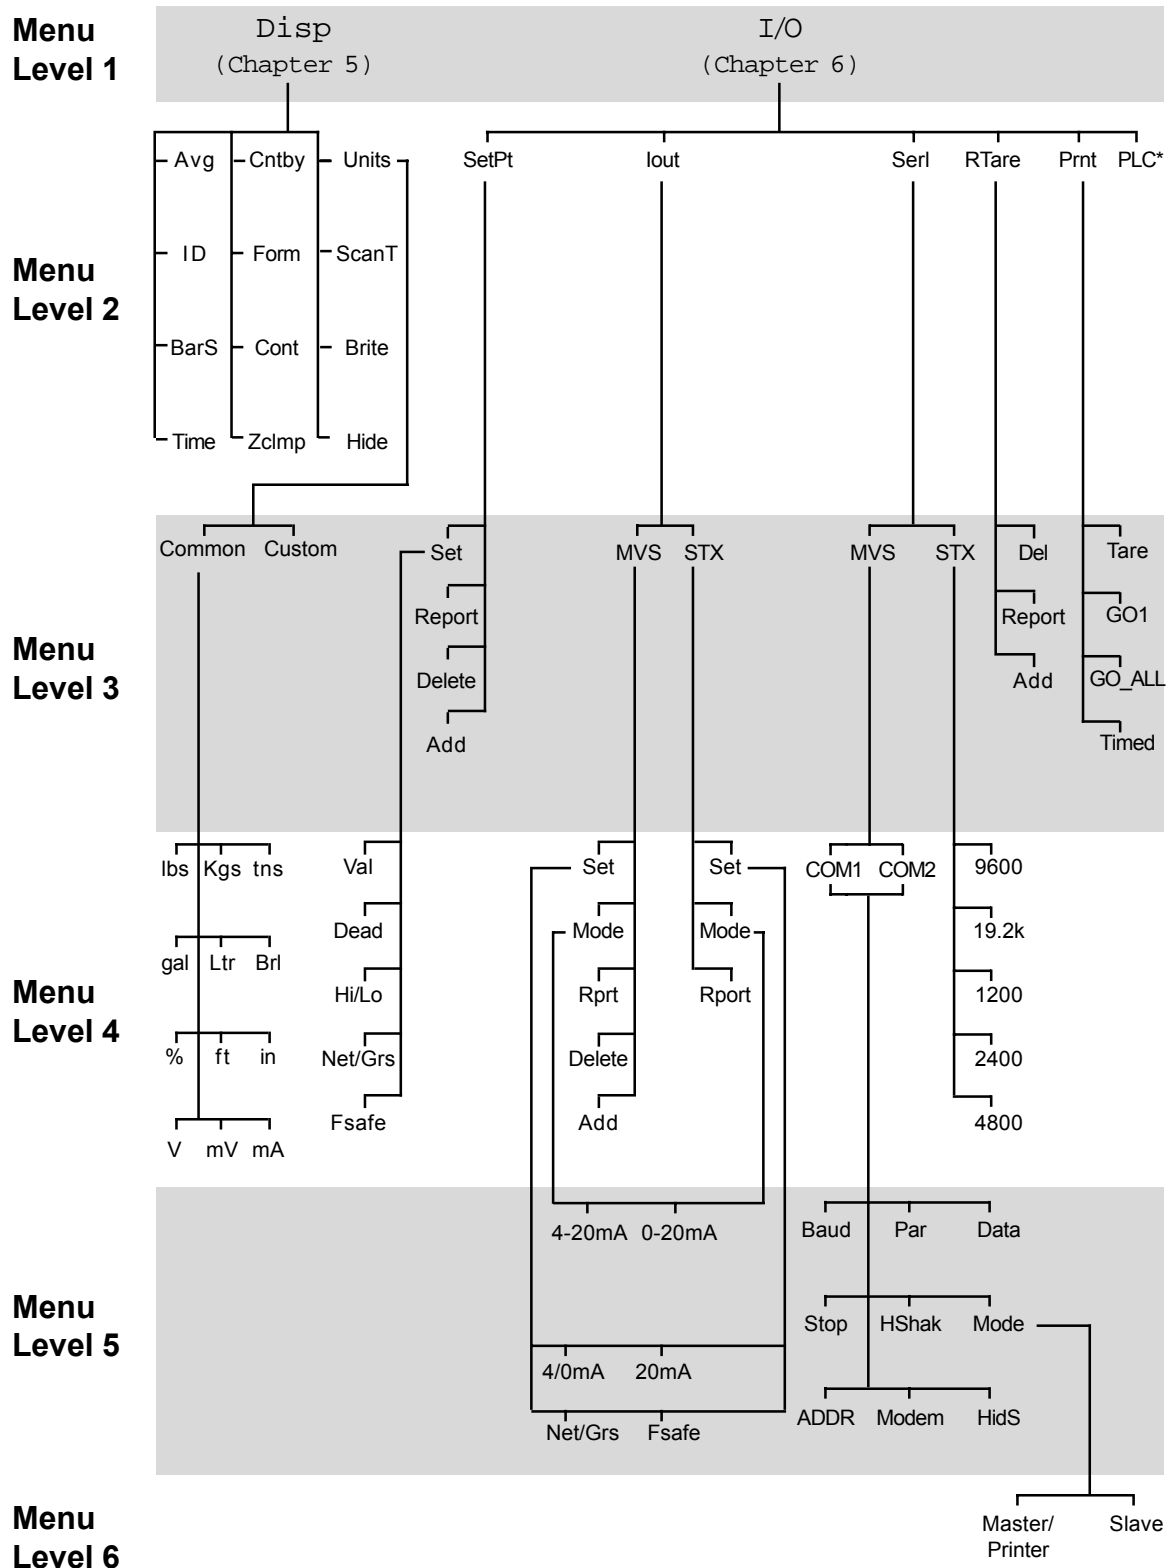 Menu
Level 1
Disp
(Chapter 5)
I/O
(Chapter 6)
Menu
Level 2
Avg Cntby Units SetPt Iout Serl RTare Prnt PLC*
ID Form ScanT
BarS Cont Brite
Time Zclmp Hide
Menu
Level 3
Common Custom Set MVS STX MVS STX Del Tare
Report Report GO1
Delete Add GO_ALL
Add Timed
Menu
Level 4
lbs Kgs tns Val Set Set COM1 COM2 9600
Dead Mode Mode 19.2k
gal Ltr Brl Hi/Lo Rprt Rport 1200
% ft in Net/Grs Delete 2400
Fsafe Add 4800
V mV mA
Menu
Level 5
4-20mA 0-20mA Baud Par Data
Stop HShak Mode
4/0mA 20mA
ADDR Modem HidS
Net/Grs Fsafe
Menu
Level 6
Master/
Printer
Slave